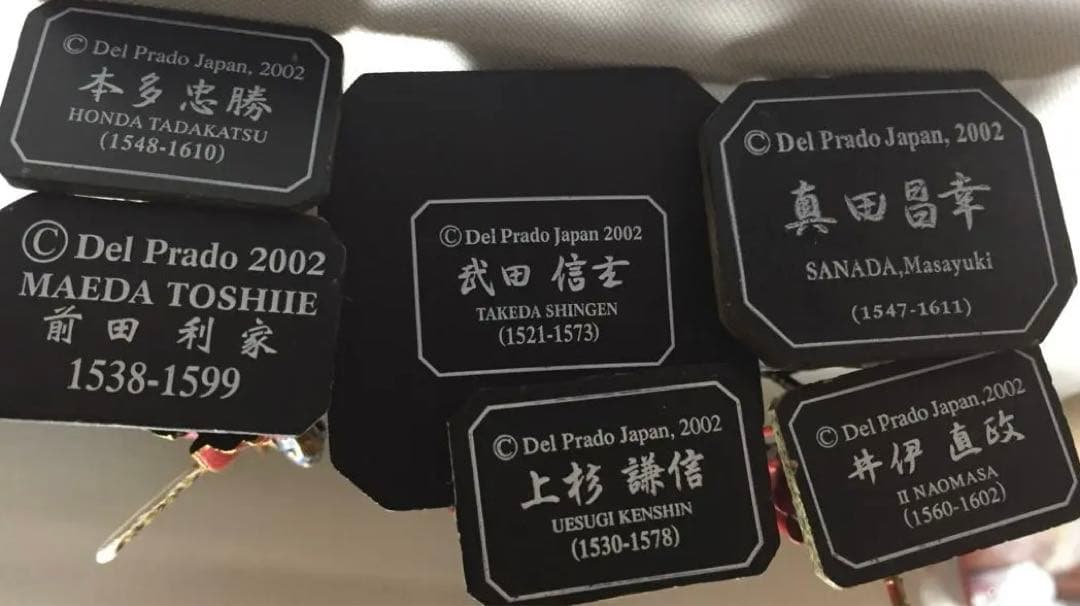 © Del Prado Japan, 2002
本多忠勝
HONDA TADAKATSU
(1548-1610)
© Del Prado 2002
MAEDA TOSHIIE
前田 利家
1538-1599
© Del Prado Japan 2002
武田 信玄
TAKEDA SHINGEN
(1521-1573)
© Del Prado Japan, 2002
真田昌幸
SANADA,Masayuki
(1547-1611)
© Del Prado Japan, 2002
上杉 謙信
UESUGI KENSHIN
(1530-1578)
© Del Prado Japan,2002
井伊 直政
II NAOMASA
(1560-1602)